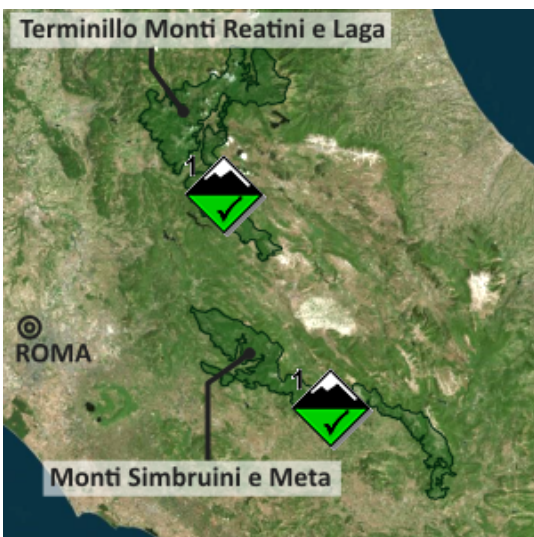 Terminillo Monti Reatini e Laga
1
ROMA
1
Monti Simbruini e Meta